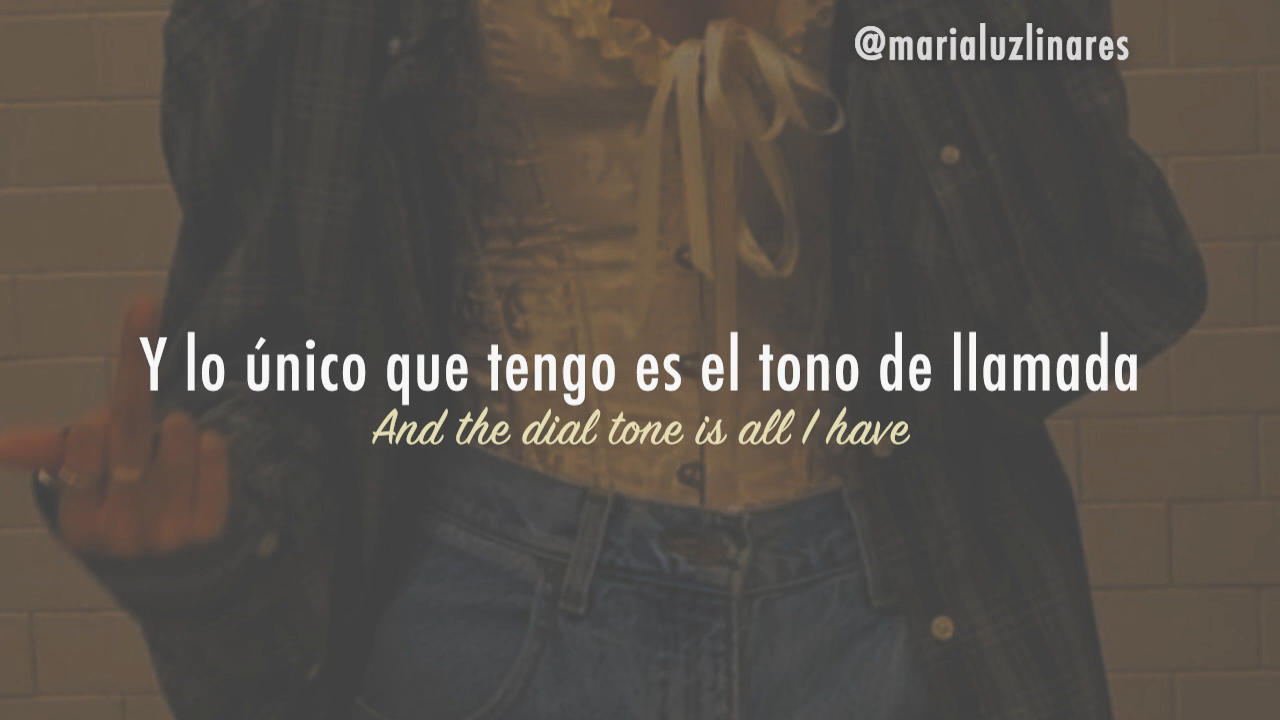 @marialuzlinares
Y lo único que tengo es el tono de llamada
And the dial tone is all I have